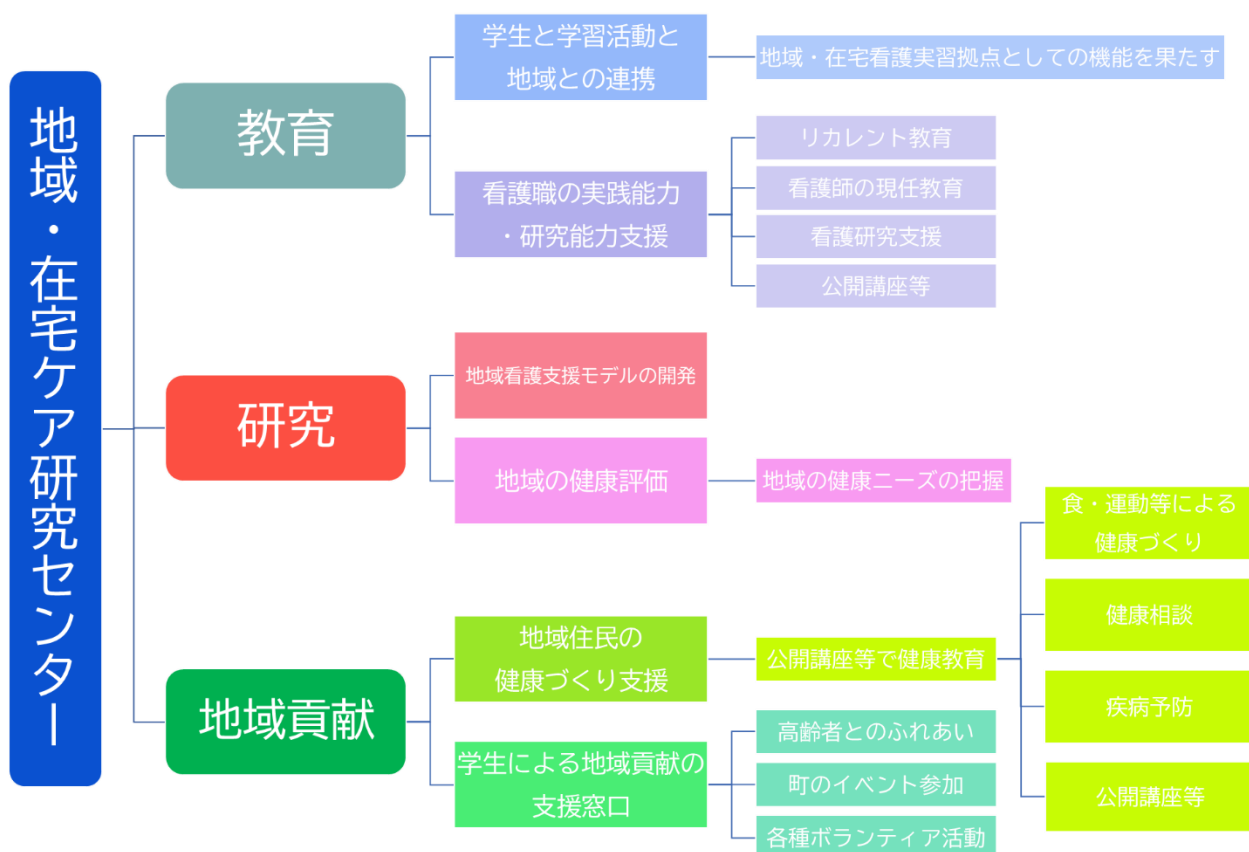 地域・在宅ケア研究センター
教育
学生と学習活動と
地域との連携
地域・在宅看護実習拠点としての機能を果たす
看護職の実践能力
・研究能力支援
リカレント教育
看護師の現任教育
看護研究支援
公開講座等
研究
地域看護支援モデルの開発
地域の健康評価
地域の健康ニーズの把握
地域貢献
地域住民の
健康づくり支援
公開講座等で健康教育
食・運動等による
健康づくり
健康相談
疾病予防
公開講座等
学生による地域貢献の
支援窓口
高齢者とのふれあい
町のイベント参加
各種ボランティア活動